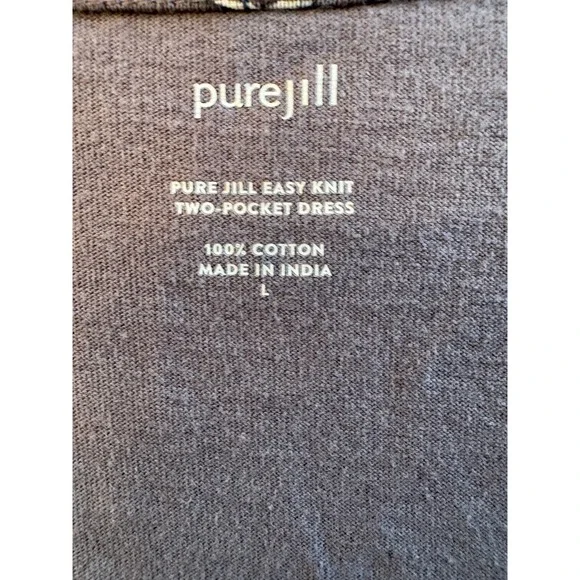 purejill
PURE JILL EASY KNIT
TWO-POCKET DRESS
100% COTTON
MADE IN INDIA
L